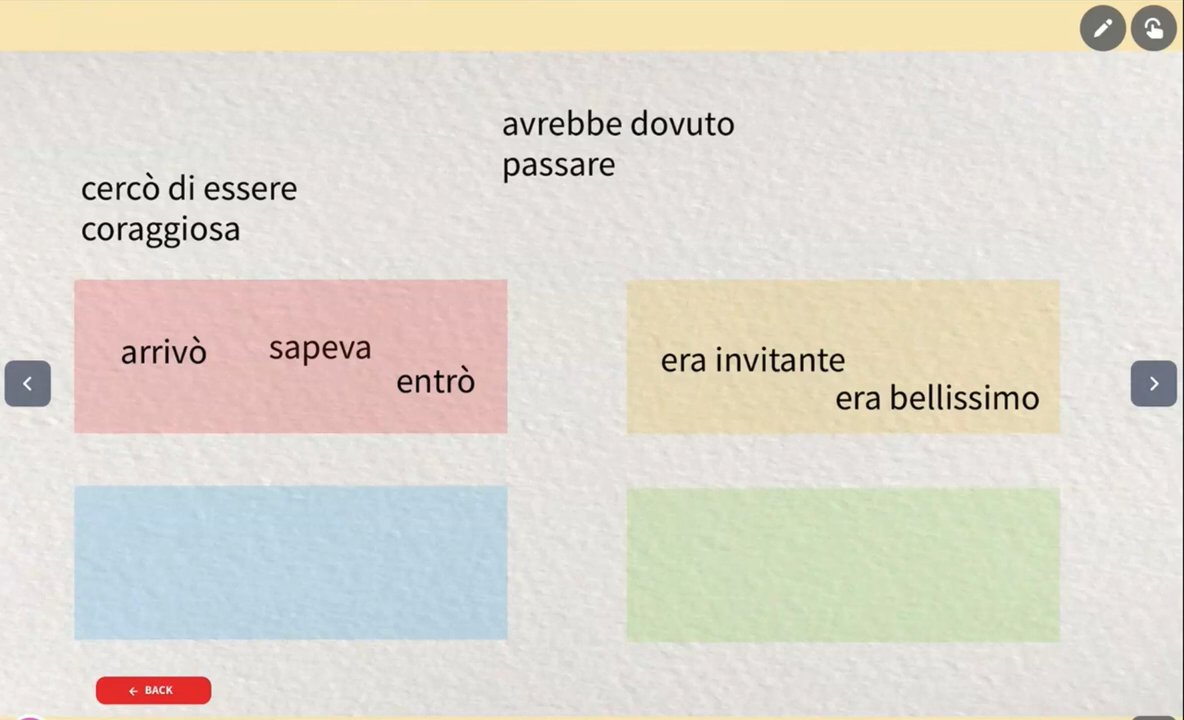 avrebbe dovuto
passare
cercò di essere
coraggiosa
arrivò
sapeva
entrò
era invitante
era bellissimo
BACK